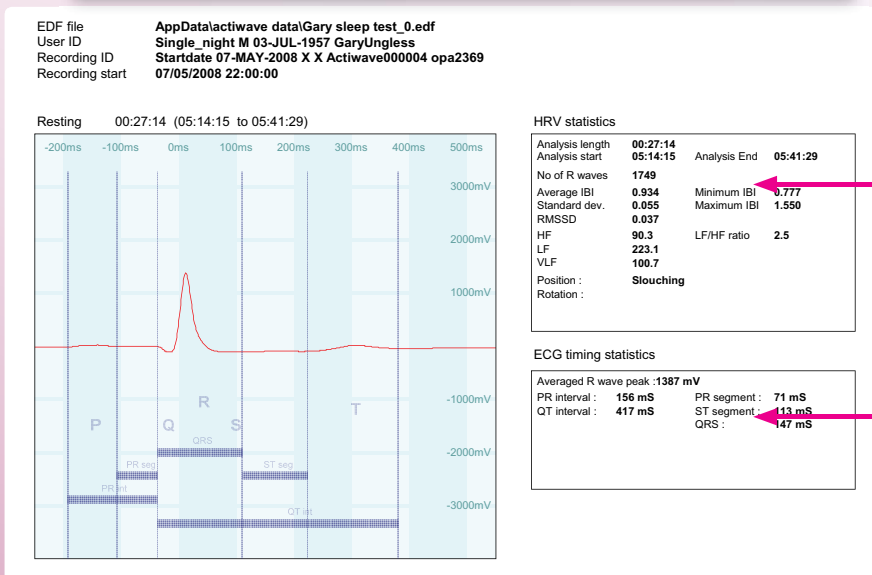 EDF file AppData\actiwave data\Gary sleep test_0.edf
User ID Single_night M 03-JUL-1957 GaryUngless
Recording ID Startdate 07-MAY-2008 X X Actiwave000004 opa2369
Recording start 07/05/2008 22:00:00
Resting 00:27:14 (05:14:15 to 05:41:29)
-200ms -100ms 0ms 100ms 200ms 300ms 400ms 500ms
3000mV
2000mV
1000mV
-1000mV
-2000mV
-3000mV
P Q R S T
QRS
PR seg ST seg
PR int
QT int
HRV statistics
Analysis length 00:27:14
Analysis start 05:14:15 Analysis End 05:41:29
No of R waves 1749
Average IBI 0.934 Minimum IBI 0.777
Standard dev. 0.055 Maximum IBI 1.550
RMSSD 0.037
HF 90.3 LF/HF ratio 2.5
LF 223.1
VLF 100.7
Position : Slouching
Rotation :
ECG timing statistics
Averaged R wave peak :1387 mV
PR interval : 156 mS PR segment : 71 mS
QT interval : 417 mS ST segment : 113 mS
QRS : 147 mS